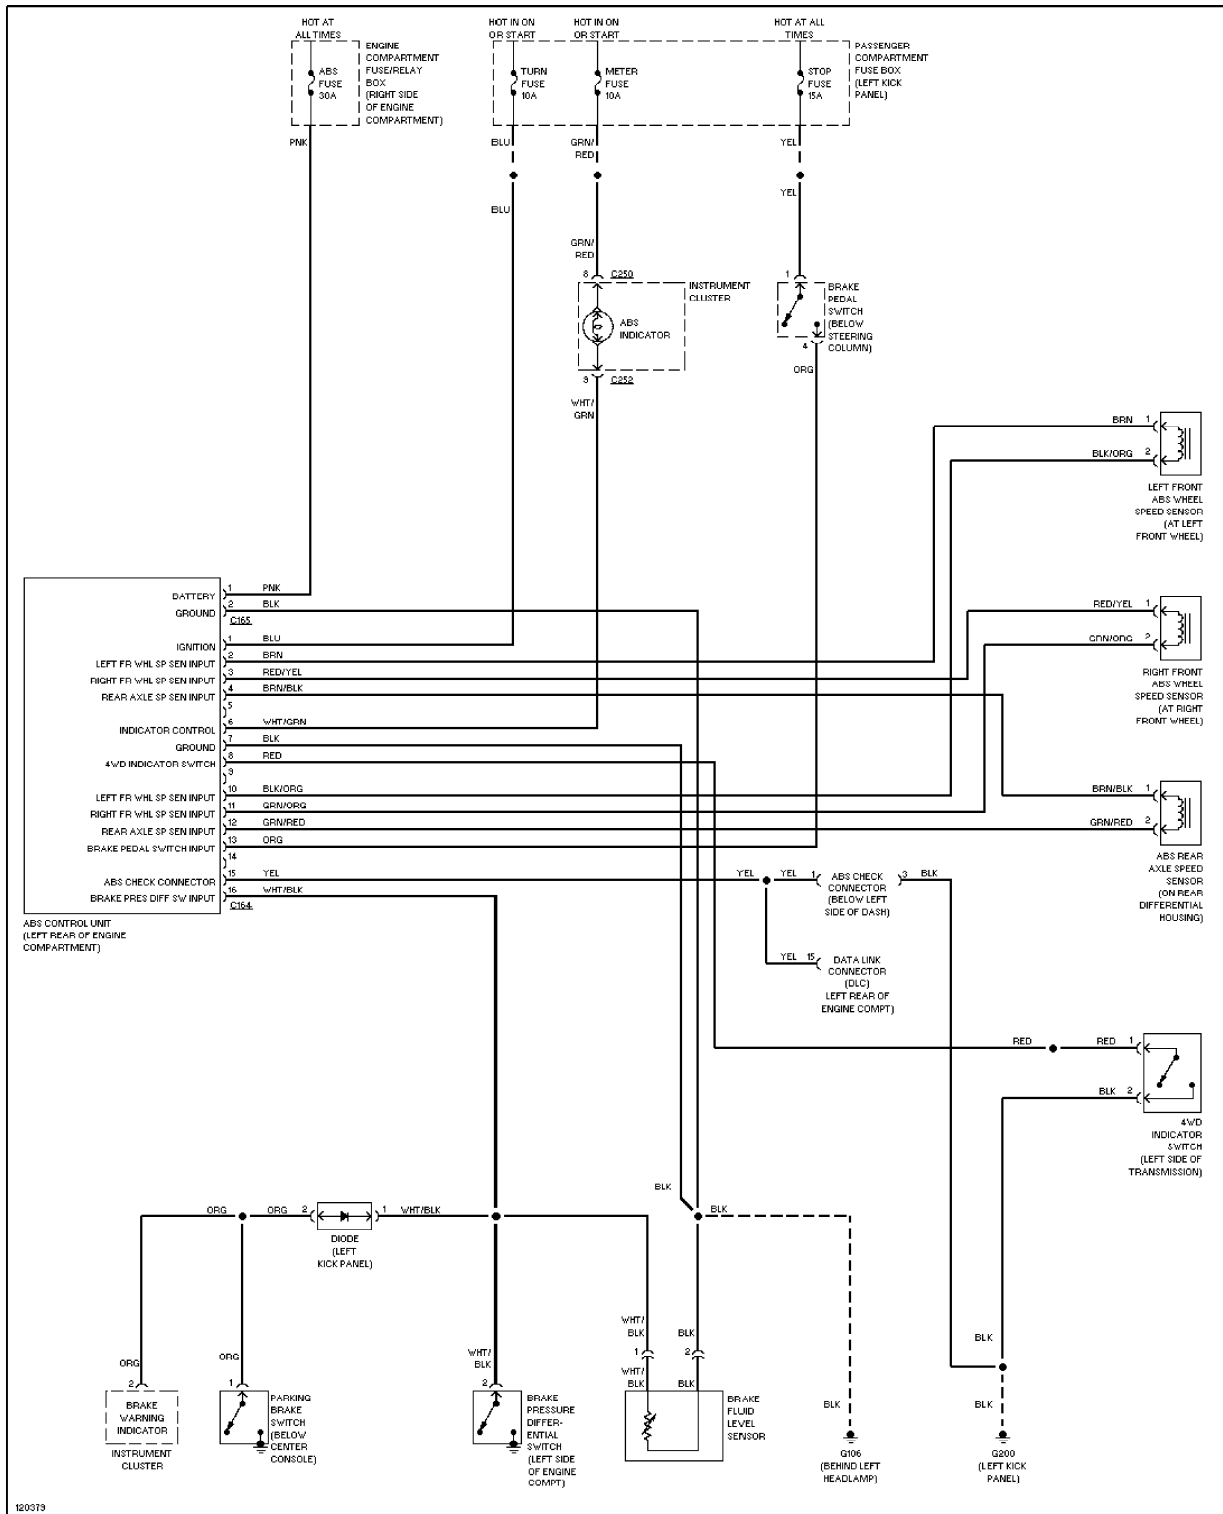 HOT AT
ALL TIMES
HOT IN ON
OR START
HOT IN ON
OR START
HOT AT ALL
TIMES
ABS
FUSE
30A
ENGINE
COMPARTMENT
FUSE/RELAY
BOX
(RIGHT SIDE
OF ENGINE
COMPARTMENT)
TURN
FUSE
10A
METER
FUSE
10A
STOP
FUSE
15A
PASSENGER
COMPARTMENT
FUSE BOX
(LEFT KICK
PANEL)
PNK
BLU
GRN/
RED
YEL
BLU
YEL
GRN/
RED
8 C250
INSTRUMENT
CLUSTER
ABS
INDICATOR
9 C252
WHT/
GRN
1
BRAKE
PEDAL
SWITCH
(BELOW
STEERING
COLUMN)
4
ORG
BRN 1
BLK/ORG 2
LEFT FRONT
ABS WHEEL
SPEED SENSOR
(AT LEFT
FRONT WHEEL)
RED/YEL 1
GRN/ORG 2
RIGHT FRONT
ABS WHEEL
SPEED SENSOR
(AT RIGHT
FRONT WHEEL)
BRN/BLK 1
GRN/RED 2
ABS REAR
AXLE SPEED
SENSOR
(ON REAR
DIFFERENTIAL
HOUSING)
BATTERY 1 PNK
GROUND 2 BLK
C165
IGNITION 1 BLU
LEFT FR WHL SP SEN INPUT 2 BRN
RIGHT FR WHL SP SEN INPUT 3 RED/YEL
REAR AXLE SP SEN INPUT 4 BRN/BLK
5
INDICATOR CONTROL 6 WHT/GRN
GROUND 7 BLK
4WD INDICATOR SWITCH 8 RED
9
LEFT FR WHL SP SEN INPUT 10 BLK/ORG
RIGHT FR WHL SP SEN INPUT 11 GRN/ORG
REAR AXLE SP SEN INPUT 12 GRN/RED
BRAKE PEDAL SWITCH INPUT 13 ORG
14
ABS CHECK CONNECTOR 15 YEL
BRAKE PRES DIFF SW INPUT 16 WHT/BLK
C164
ABS CONTROL UNIT
(LEFT REAR OF ENGINE
COMPARTMENT)
YEL YEL 1
ABS CHECK
CONNECTOR
(BELOW LEFT
SIDE OF DASH)
3 BLK
YEL 15
DATA LINK
CONNECTOR
(DLC)
LEFT REAR OF
ENGINE COMPT)
RED RED 1
BLK 2
4WD
INDICATOR
SWITCH
(LEFT SIDE OF
TRANSMISSION)
BLK
ORG ORG 2 1 WHT/BLK
DIODE
(LEFT
KICK PANEL)
BLK
ORG
2
BRAKE
WARNING
INDICATOR
INSTRUMENT
CLUSTER
ORG
1
PARKING
BRAKE
SWITCH
(BELOW
CENTER
CONSOLE)
WHT/
BLK
2
BRAKE
PRESSURE
DIFFER-
ENTIAL
SWITCH
(LEFT SIDE
OF ENGINE
COMPT)
WHT/
BLK
1
WHT/
BLK
BLK
2
BLK
BRAKE
FLUID
LEVEL
SENSOR
BLK
G106
(BEHIND LEFT
HEADLAMP)
BLK
BLK
G200
(LEFT KICK
PANEL)
120379